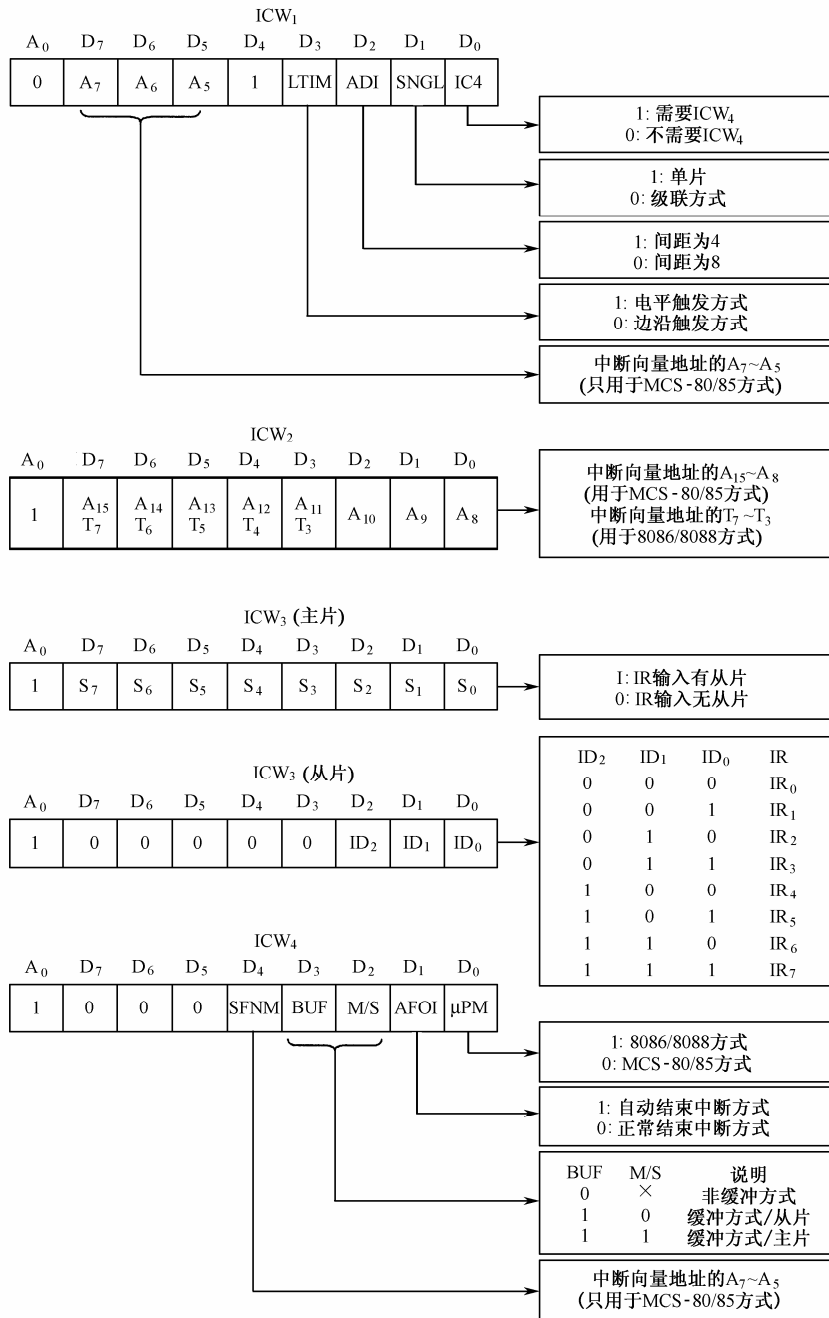 ICW₁
A₀ D₇ D₆ D₅ D₄ D₃ D₂ D₁ D₀
0 A₇ A₆ A₅ 1 LTIM ADI SNGL IC4
1: 需要ICW₄
0: 不需要ICW₄
1: 单片
0: 级联方式
1: 间距为4
0: 间距为8
1: 电平触发方式
0: 边沿触发方式
中断向量地址的A₇~A₅
(只用于MCS-80/85方式)
ICW₂
A₀ D₇ D₆ D₅ D₄ D₃ D₂ D₁ D₀
1 A₁₅ A₁₄ A₁₃ A₁₂ A₁₁ A₁₀ A₉ A₈
T₇ T₆ T₅ T₄ T₃
中断向量地址的A₁₅~A₈
(用于MCS-80/85方式)
中断向量地址的T₇~T₃
(用于8086/8088方式)
ICW₃ (主片)
A₀ D₇ D₆ D₅ D₄ D₃ D₂ D₁ D₀
1 S₇ S₆ S₅ S₄ S₃ S₂ S₁ S₀
I: IR输入有从片
0: IR输入无从片
ICW₃ (从片)
A₀ D₇ D₆ D₅ D₄ D₃ D₂ D₁ D₀
1 0 0 0 0 0 ID₂ ID₁ ID₀
ID₂ ID₁ ID₀ IR
0 0 0 IR₀
0 0 1 IR₁
0 1 0 IR₂
0 1 1 IR₃
1 0 0 IR₄
1 0 1 IR₅
1 1 0 IR₆
1 1 1 IR₇
ICW₄
A₀ D₇ D₆ D₅ D₄ D₃ D₂ D₁ D₀
1 0 0 0 SFNM BUF M/S AFOI μPM
1: 8086/8088方式
0: MCS-80/85方式
1: 自动结束中断方式
0: 正常结束中断方式
BUF M/S 说明
0 × 非缓冲方式
1 0 缓冲方式/从片
1 1 缓冲方式/主片
中断向量地址的A₇~A₅
(只用于MCS-80/85方式)